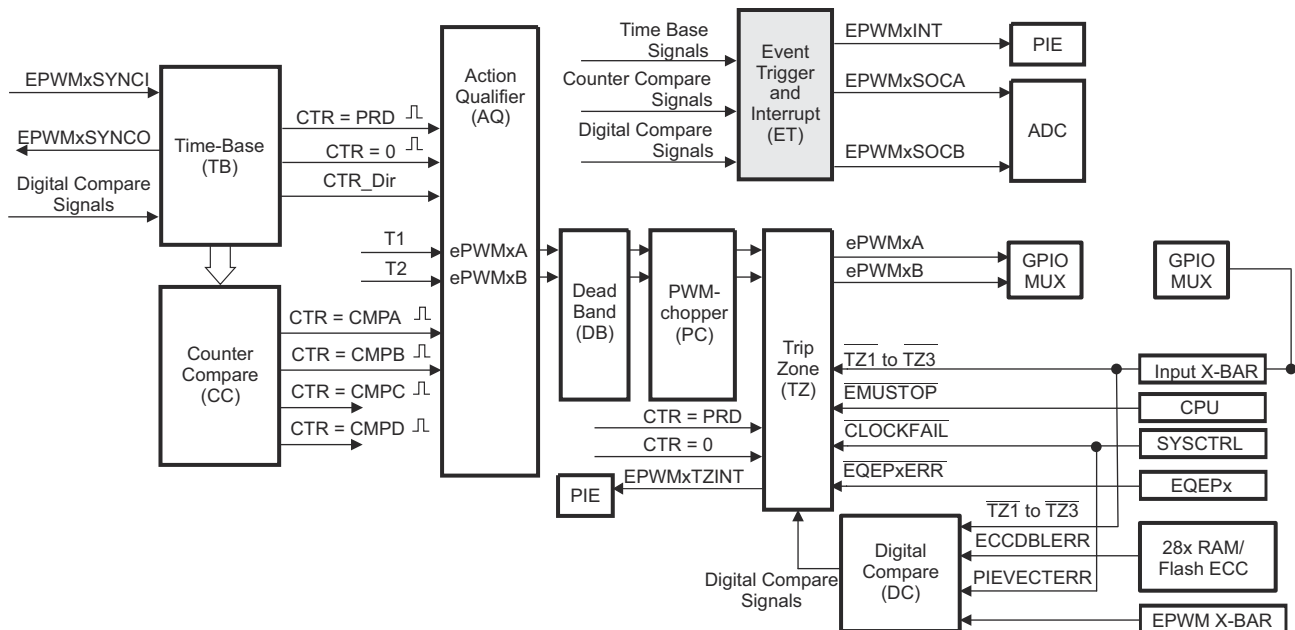 EPWMxSYNCI
EPWMxSYNCO
Digital Compare
Signals
Time-Base
(TB)
CTR = PRD
CTR = 0
CTR_Dir
T1
T2
Counter
Compare
(CC)
CTR = CMPA
CTR = CMPB
CTR = CMPC
CTR = CMPD
Action
Qualifier
(AQ)
ePWMxA
ePWMxB
Time Base
Signals
Counter Compare
Signals
Digital Compare
Signals
Event
Trigger
and
Interrupt
(ET)
EPWMxINT
EPWMxSOCA
EPWMxSOCB
PIE
ADC
Dead
Band
(DB)
PWM-
chopper
(PC)
Trip
Zone
(TZ)
ePWMxA
ePWMxB
GPIO
MUX
GPIO
MUX
TZ1 to TZ3
Input X-BAR
EMUSTOP
CPU
CLOCKFAIL
SYSCTRL
EQEPxERR
EQEPx
CTR = PRD
CTR = 0
EPWMxTZINT
PIE
TZ1 to TZ3
ECCDBLERR
28x RAM/
Flash ECC
PIEVECTERR
EPWM X-BAR
Digital
Compare
(DC)
Digital Compare
Signals